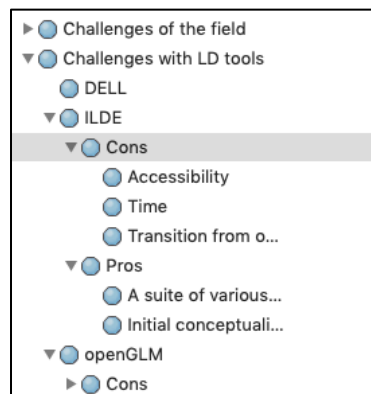 Challenges of the field
Challenges with LD tools
DELL
ILDE
Cons
Accessibility
Time
Transition from o...
Pros
A suite of various...
Initial conceptuali...
openGLM
Cons